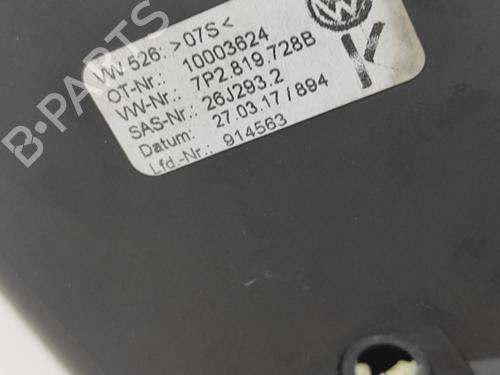 VW 526: >07S<
OT-Nr.: 10003624
VW-Nr.: 7P2.819.728B
SAS-Nr.: 26J293.2
Datum: 27.03.17 / 894
Lfd.-Nr.: 914563
K
B-PARTS